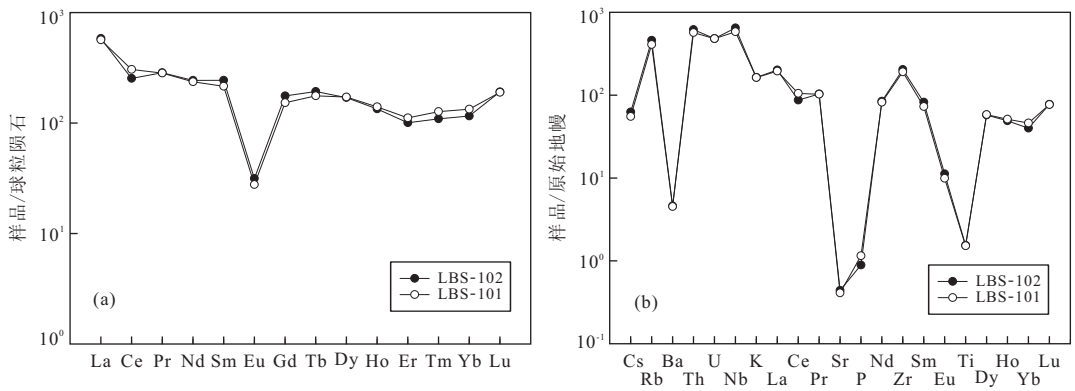 10³
10²
10¹
10⁰
样品/球粒陨石
LBS-102
LBS-101
(a)
La Ce Pr Nd Sm Eu Gd Tb Dy Ho Er Tm Yb Lu
10³
10²
10¹
10⁰
10⁻¹
样品/原始地幔
LBS-102
LBS-101
(b)
Cs Ba U K Ce Sr Nd Sm Ti Ho Lu
Rb Th Nb La Pr P Zr Eu Dy Yb